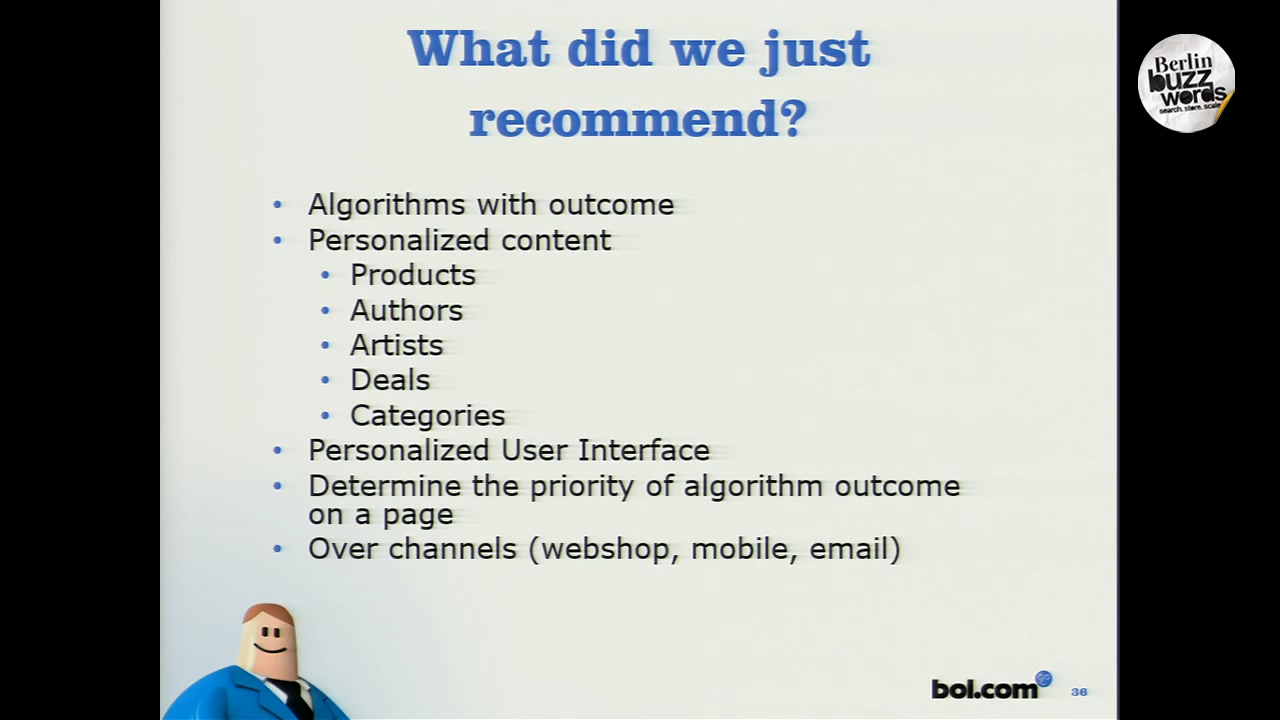 What did we just
recommend?
Berlin
buzz
words
search. store. scale
• Algorithms with outcome
• Personalized content
• Products
• Authors
• Artists
• Deals
• Categories
• Personalized User Interface
• Determine the priority of algorithm outcome
on a page
• Over channels (webshop, mobile, email)
bol.com
36